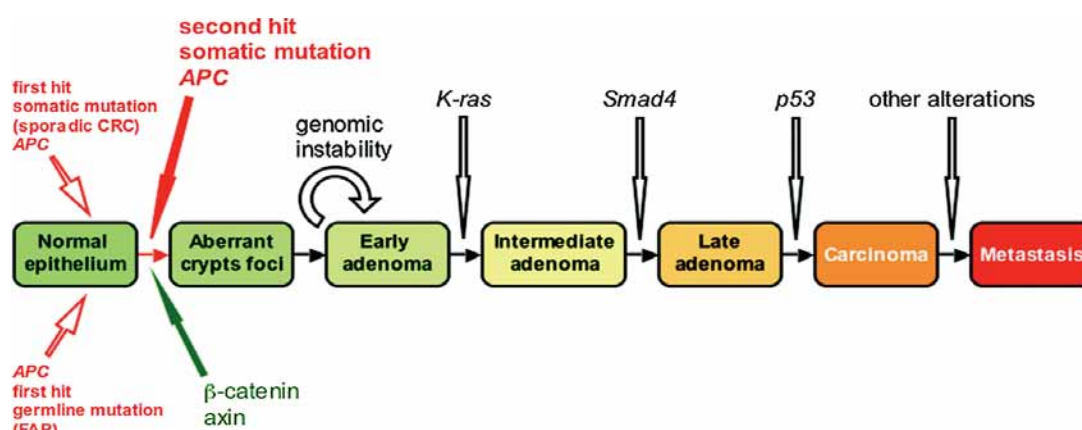 second hit
somatic mutation
APC
first hit
somatic mutation
(sporadic CRC)
APC
genomic
instability
K-ras
Smad4
p53
other alterations
Normal
epithelium
Aberrant
crypts foci
Early
adenoma
Intermediate
adenoma
Late
adenoma
Carcinoma
Metastasis
APC
first hit
germline mutation
(FAP)
β-catenin
axin